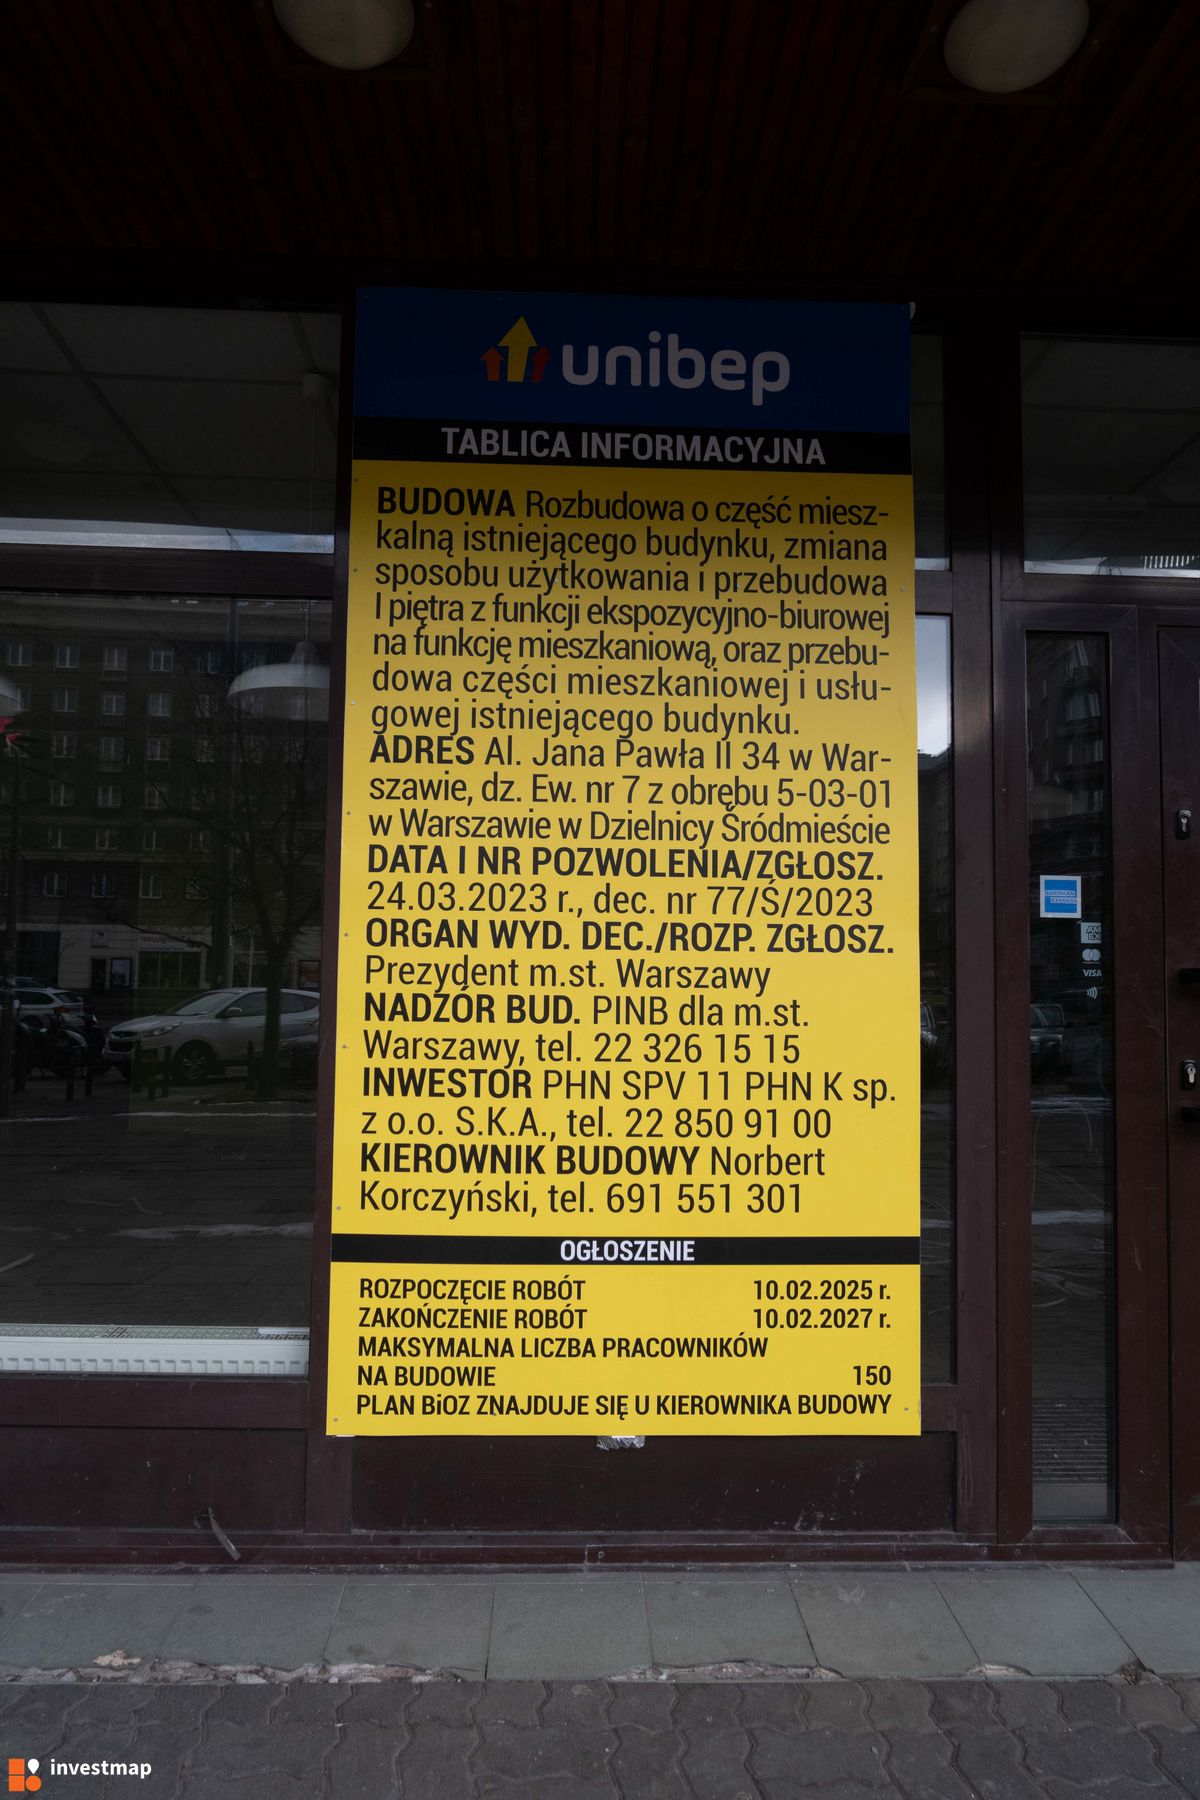 unibep
TABLICA INFORMACYJNA
BUDOWA Rozbudowa o część miesz-
kalną istniejącego budynku, zmiana
sposobu użytkowania i przebudowa
I piętra z funkcji ekspozycyjno-biurowej
na funkcję mieszkaniową, oraz przebu-
dowa części mieszkaniowej i usłu-
gowej istniejącego budynku.
ADRES Al. Jana Pawła II 34 w War-
szawie, dz. Ew. nr 7 z obrębu 5-03-01
w Warszawie w Dzielnicy Śródmieście
DATA I NR POZWOLENIA/ZGŁOSZ.
24.03.2023 r., dec. nr 77/Ś/2023
ORGAN WYD. DEC./ROZP. ZGŁOSZ.
Prezydent m.st. Warszawy
NADZÓR BUD. PINB dla m.st.
Warszawy, tel. 22 326 15 15
INWESTOR PHN SPV 11 PHN K sp.
z o.o. S.K.A., tel. 22 850 91 00
KIEROWNIK BUDOWY Norbert
Korczyński, tel. 691 551 301
OGŁOSZENIE
ROZPOCZĘCIE ROBÓT 10.02.2025 r.
ZAKOŃCZENIE ROBÓT 10.02.2027 r.
MAKSYMALNA LICZBA PRACOWNIKÓW
NA BUDOWIE 150
PLAN BiOZ ZNAJDUJE SIĘ U KIEROWNIKA BUDOWY
AMERICAN
EXPRESS
AM
EX
VISA
investmap